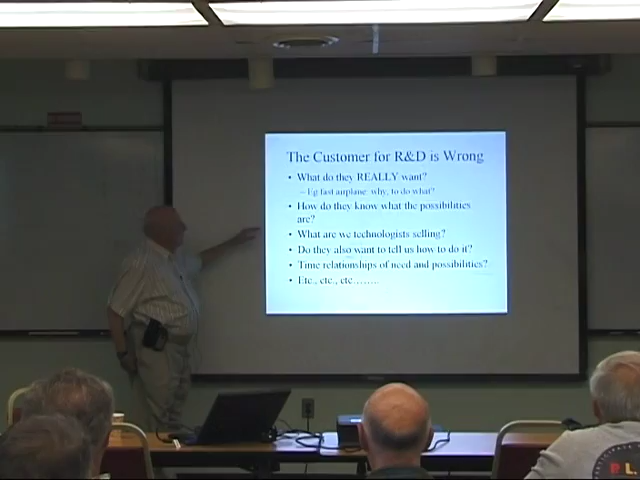 The Customer for R&D is Wrong
• What do they REALLY want?
– Eg fast airplane: why, to do what?
• How do they know what the possibilities
are?
• What are we technologists selling?
• Do they also want to tell us how to do it?
• Time relationships of need and possibilities?
• Etc., etc., etc........
P L.